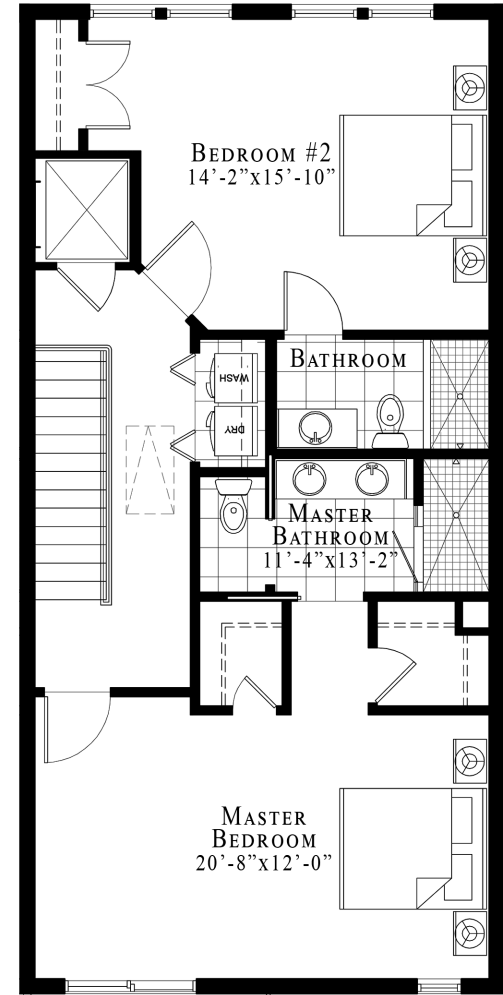 BEDROOM #2
14'-2"x15'-10"
BATHROOM
WASH
DRY
MASTER
BATHROOM
11'-4"x13'-2"
MASTER
BEDROOM
20'-8"x12'-0"